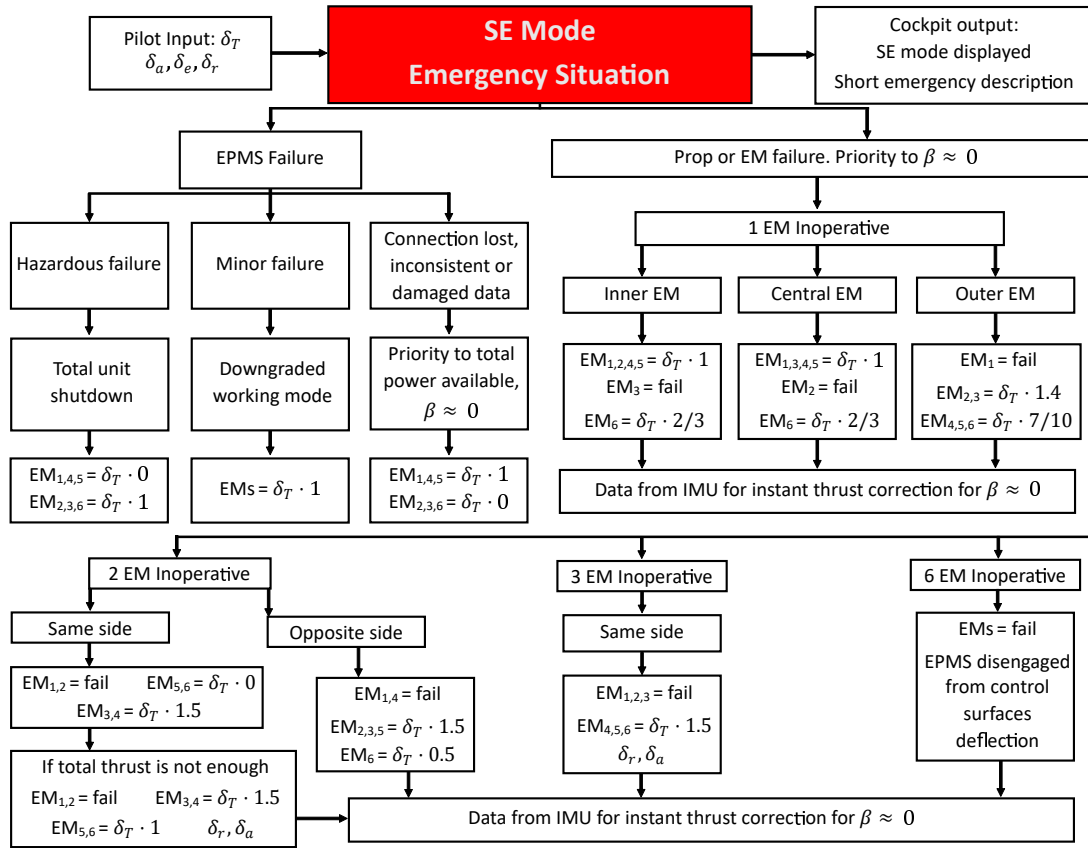 Pilot Input: δ_T
δ_a, δ_e, δ_r
SE Mode
Emergency Situation
Cockpit output:
SE mode displayed
Short emergency description
EPMS Failure
Prop or EM failure. Priority to β ≈ 0
Hazardous failure
Minor failure
Connection lost,
inconsistent or
damaged data
1 EM Inoperative
Inner EM
Central EM
Outer EM
Total unit
shutdown
Downgraded
working mode
Priority to total
power available,
β ≈ 0
EM₁,₂,₄,₅ = δ_T · 1
EM₃ = fail
EM₆ = δ_T · 2/3
EM₁,₃,₄,₅ = δ_T · 1
EM₂ = fail
EM₆ = δ_T · 2/3
EM₁ = fail
EM₂,₃ = δ_T · 1.4
EM₄,₅,₆ = δ_T · 7/10
EM₁,₄,₅ = δ_T · 0
EM₂,₃,₆ = δ_T · 1
EMs = δ_T · 1
EM₁,₄,₅ = δ_T · 1
EM₂,₃,₆ = δ_T · 0
Data from IMU for instant thrust correction for β ≈ 0
2 EM Inoperative
3 EM Inoperative
6 EM Inoperative
Same side
Opposite side
Same side
EMs = fail
EPMS disengaged
from control
surfaces
deflection
EM₁,₂ = fail EM₅,₆ = δ_T · 0
EM₃,₄ = δ_T · 1.5
EM₁,₄ = fail
EM₂,₃,₅ = δ_T · 1.5
EM₆ = δ_T · 0.5
EM₁,₂,₃ = fail
EM₄,₅,₆ = δ_T · 1.5
δ_r, δ_a
If total thrust is not enough
EM₁,₂ = fail EM₃,₄ = δ_T · 1.5
EM₅,₆ = δ_T · 1 δ_r, δ_a
Data from IMU for instant thrust correction for β ≈ 0